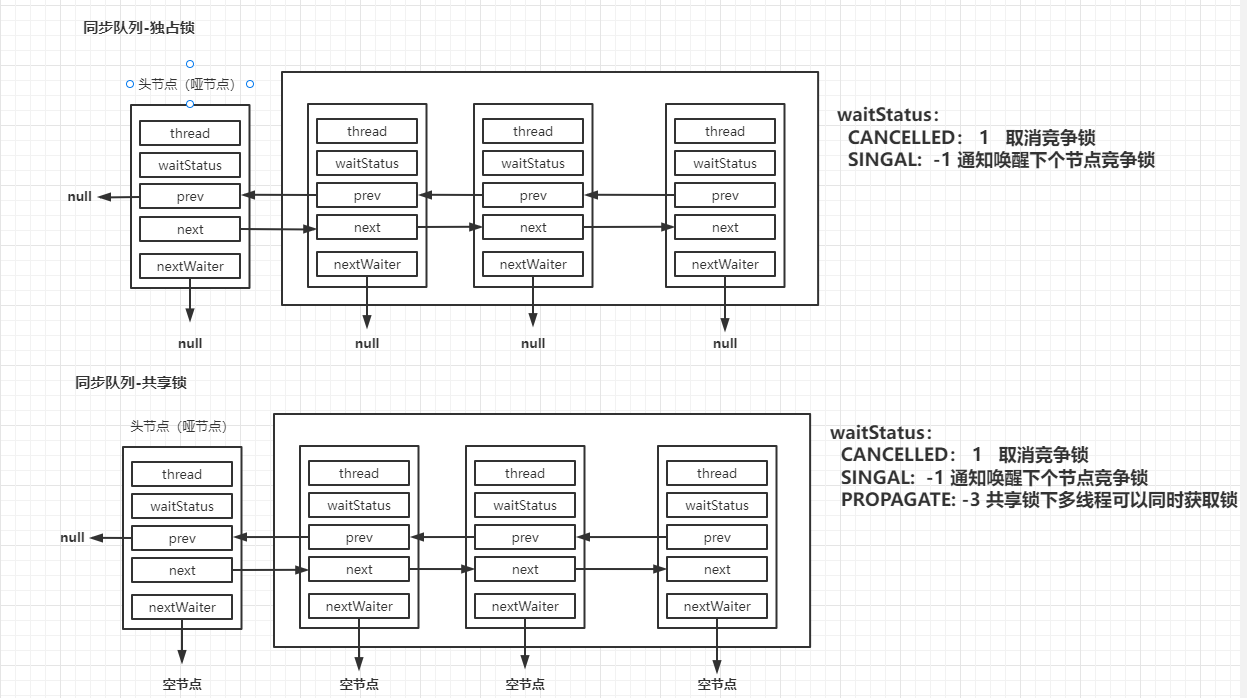 同步队列-独占锁
头节点（哑节点）
thread
waitStatus
prev
next
nextWaiter
null
null
thread
waitStatus
prev
next
nextWaiter
null
thread
waitStatus
prev
next
nextWaiter
null
thread
waitStatus
prev
next
nextWaiter
null
waitStatus：
CANCELLED： 1 取消竞争锁
SINGAL: -1 通知唤醒下个节点竞争锁
同步队列-共享锁
头节点（哑节点）
thread
waitStatus
prev
next
nextWaiter
null
空节点
thread
waitStatus
prev
next
nextWaiter
空节点
thread
waitStatus
prev
next
nextWaiter
空节点
thread
waitStatus
prev
next
nextWaiter
空节点
waitStatus：
CANCELLED： 1 取消竞争锁
SINGAL: -1 通知唤醒下个节点竞争锁
PROPAGATE: -3 共享锁下多线程可以同时获取锁